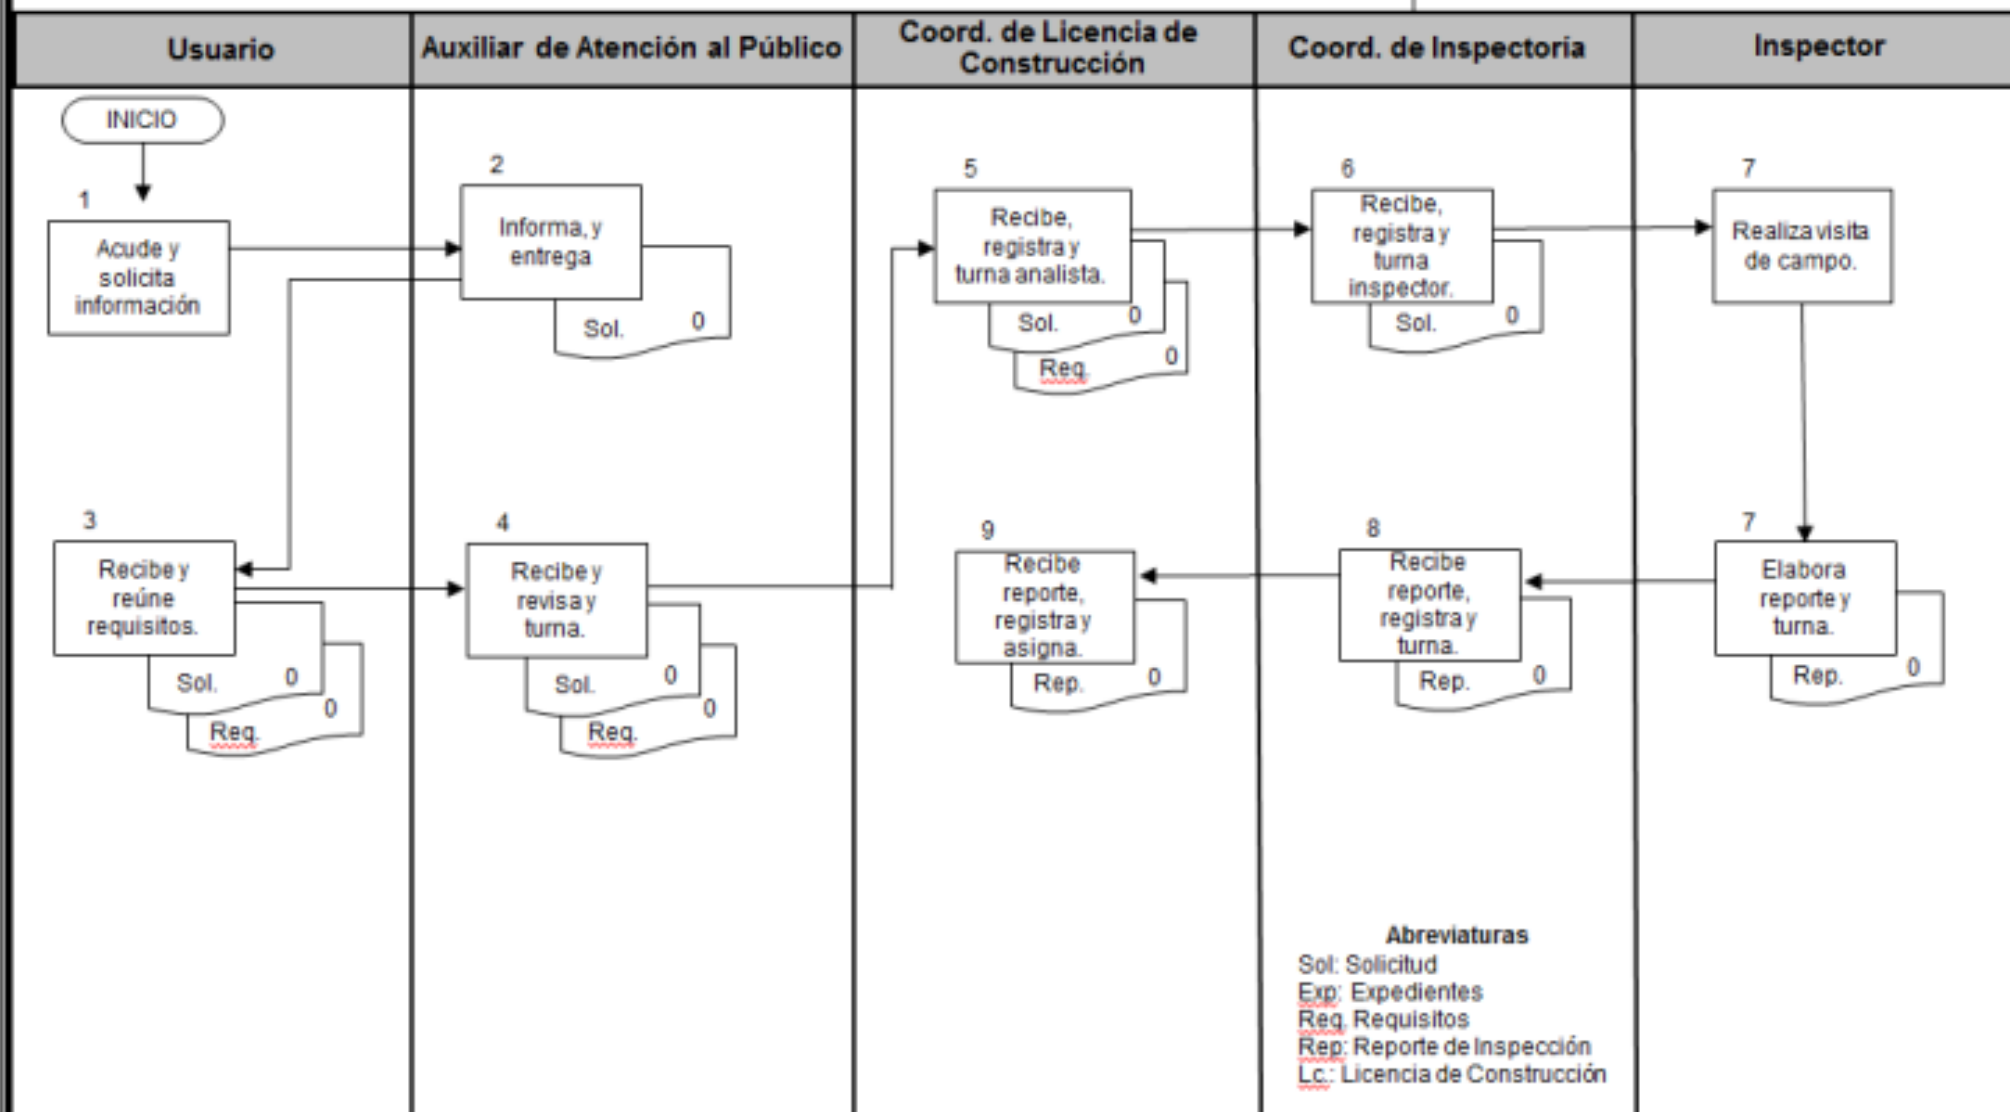 Usuario
Auxiliar de Atención al Público
Coord. de Licencia de
Construcción
Coord. de Inspectoría
Inspector
INICIO
1
Acude y
solicita
información
2
Informa, y
entrega
Sol.
0
3
Recibe y
reúne
requisitos.
Sol.
0
Req.
0
4
Recibe y
revisa y
turna.
Sol.
0
Req.
0
5
Recibe,
registra y
turna analista.
Sol.
0
Req.
0
6
Recibe,
registra y
turna
inspector.
Sol.
0
7
Realiza visita
de campo.
7
Elabora
reporte y
turna.
Rep.
0
8
Recibe
reporte,
registra y
turna.
Rep.
0
9
Recibe
reporte,
registra y
asigna.
Rep.
0
Abreviaturas
Sol: Solicitud
Exp: Expedientes
Req. Requisitos
Rep: Reporte de Inspección
Lc.: Licencia de Construcción